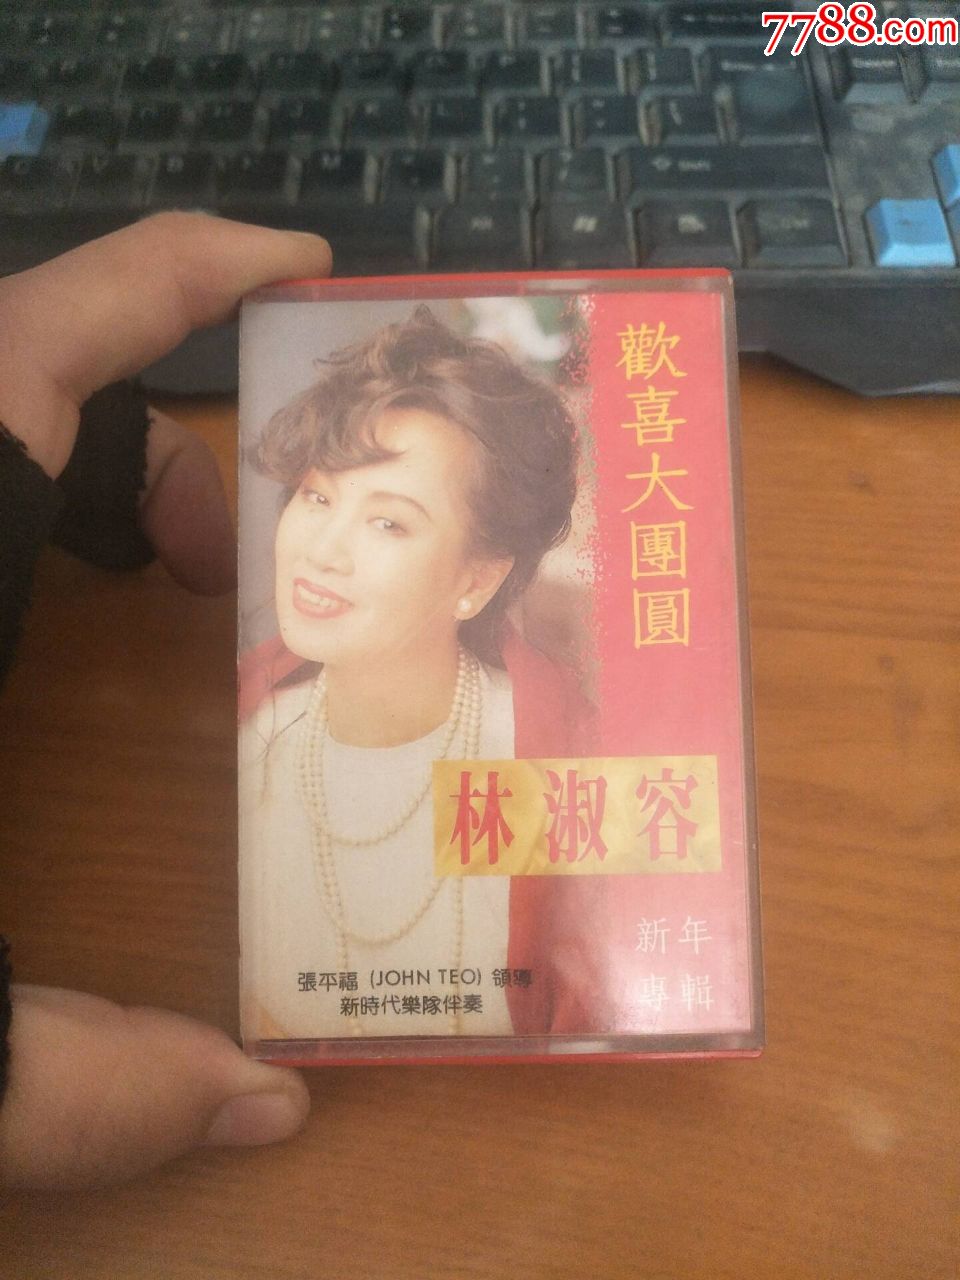 7788.com
歡喜大團圓
林淑容
新年
專輯
張平福 (JOHN TEO) 領導
新時代樂隊伴奏